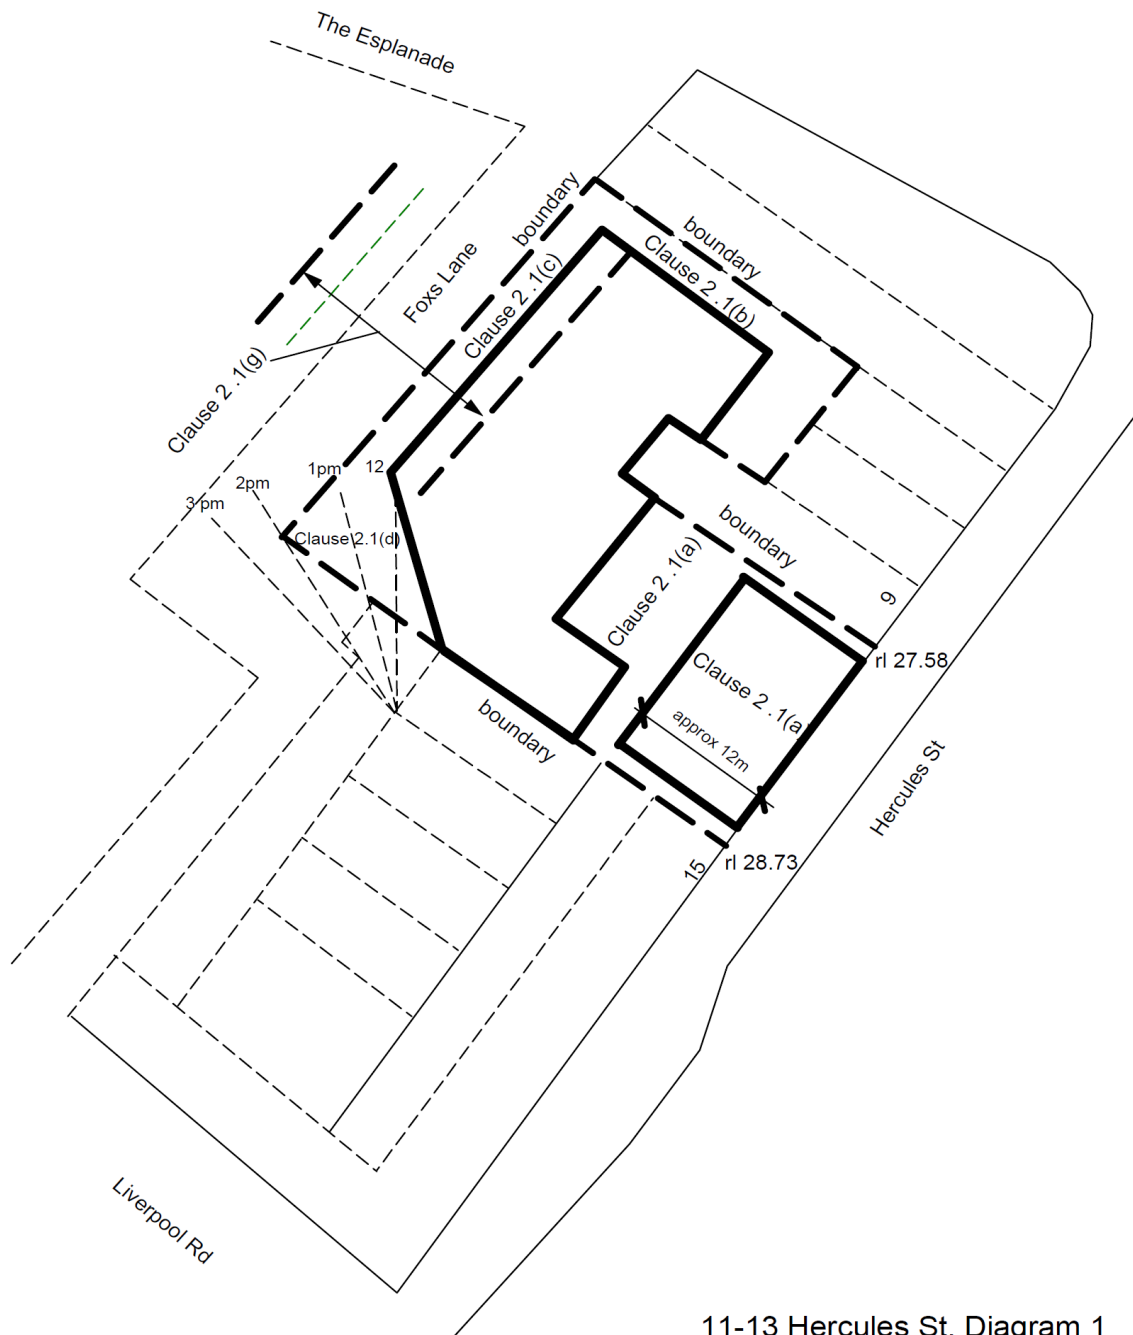 The Esplanade
boundary
boundary
Clause 2 .1(b)
Clause 2 .1(c)
Foxs Lane
Clause 2 .1(g)
12
1pm
2pm
3 pm
Clause 2.1(d)
boundary
Clause 2 .1(a)
9
rl 27.58
Clause 2 .1(a
approx 12m
boundary
Hercules St
15
rl 28.73
Liverpool Rd
11-13 Hercules St. Diagram 1